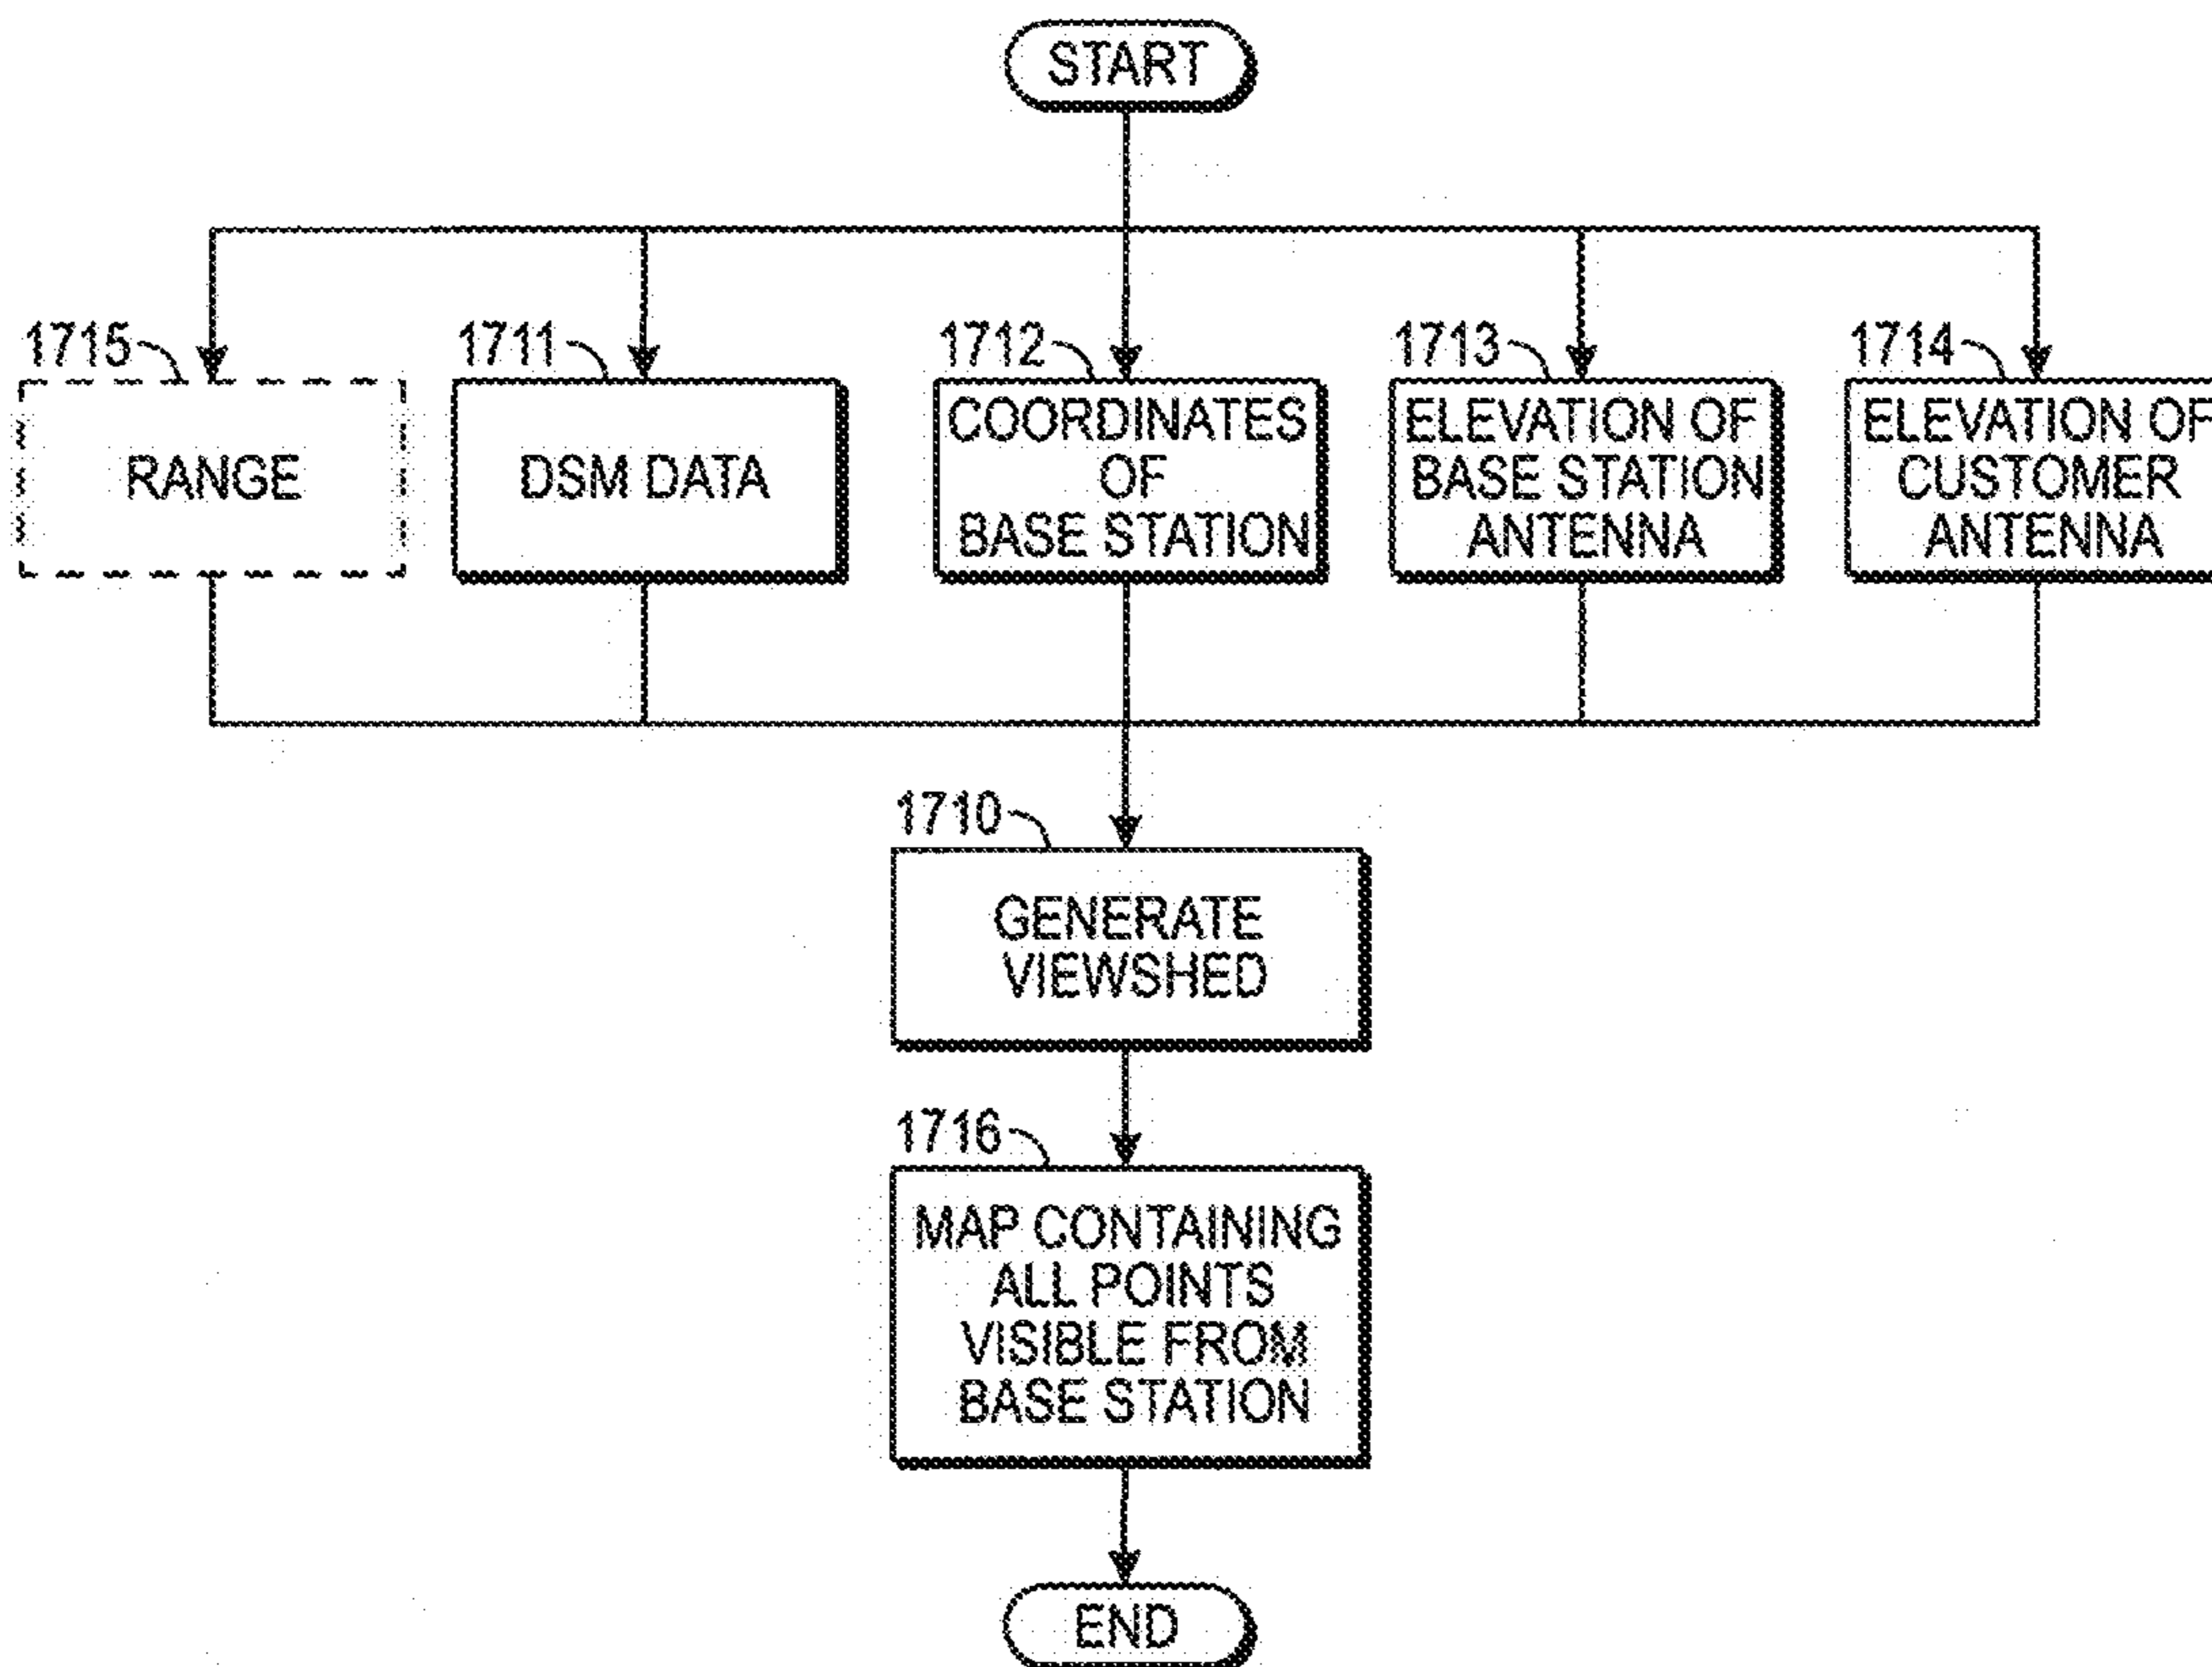 START
1715
RANGE
1711
DSM DATA
1712
COORDINATES
OF
BASE STATION
1713
ELEVATION OF
BASE STATION
ANTENNA
1714
ELEVATION OF
CUSTOMER
ANTENNA
1710
GENERATE
VIEWSHED
1716
MAP CONTAINING
ALL POINTS
VISIBLE FROM
BASE STATION
END